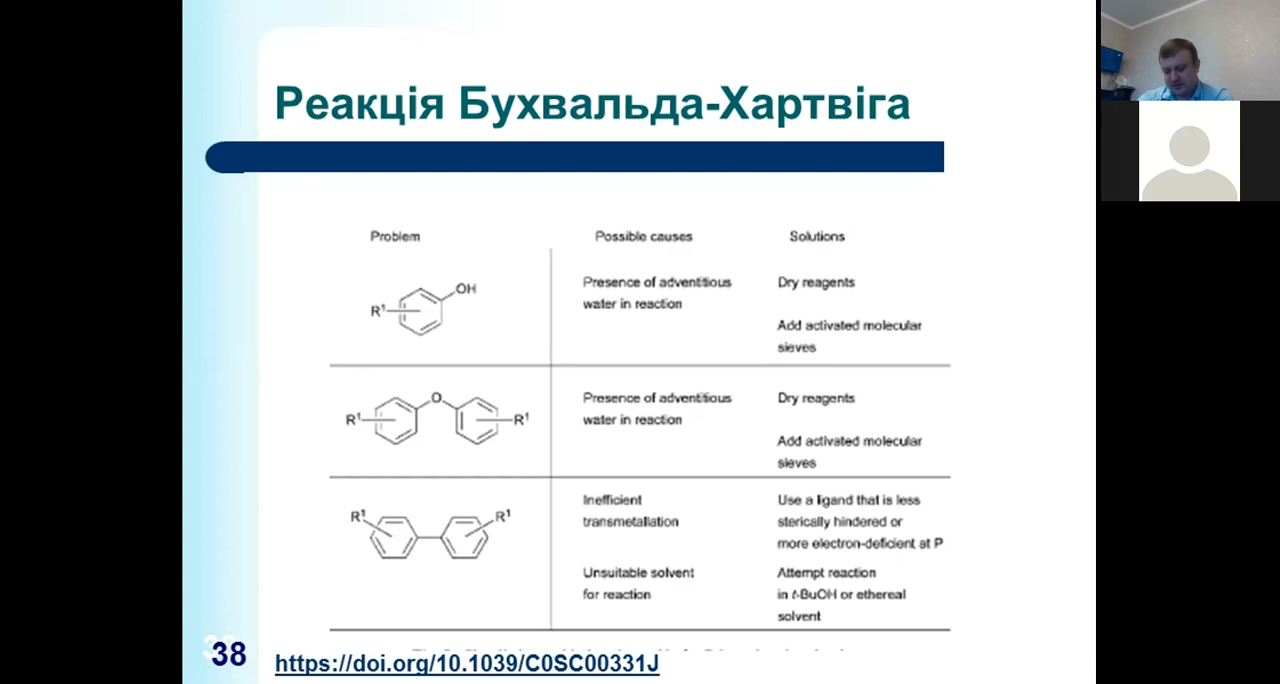 Реакція Бухвальда-Хартвіга
Problem Possible causes Solutions
OH
R¹
Presence of adventitious
water in reaction
Dry reagents
Add activated molecular
sieves
O
R¹ R¹
Presence of adventitious
water in reaction
Dry reagents
Add activated molecular
sieves
R¹ R¹
Inefficient
transmetallation
Use a ligand that is less
sterically hindered or
more electron-deficient at P
Unsuitable solvent
for reaction
Attempt reaction
in t-BuOH or ethereal
solvent
38
https://doi.org/10.1039/C0SC00331J